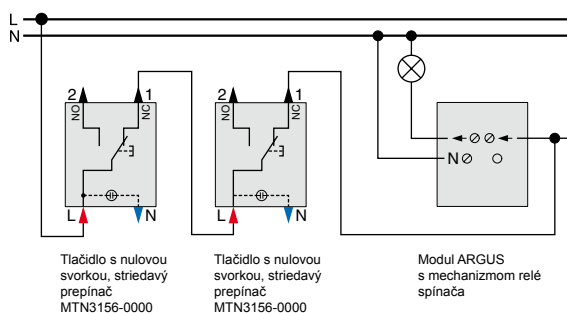 L
N
2 1
NO NC
L N
2 1
NO NC
L N
N
Tlačidlo s nulovou
svorkou, striedavý
prepínač
MTN3156-0000
Tlačidlo s nulovou
svorkou, striedavý
prepínač
MTN3156-0000
Modul ARGUS
s mechanizmom relé
spínača